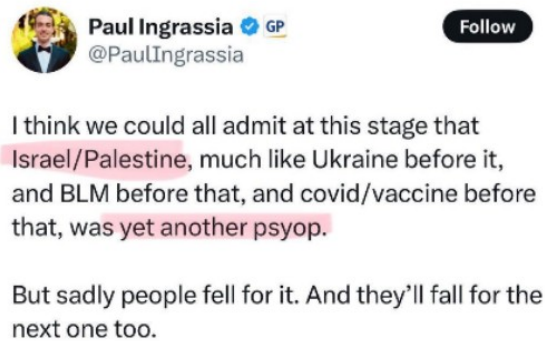 Paul Ingrassia GP
Follow
@PaulIngrassia
I think we could all admit at this stage that
Israel/Palestine, much like Ukraine before it,
and BLM before that, and covid/vaccine before
that, was yet another psyop.
But sadly people fell for it. And they’ll fall for the
next one too.